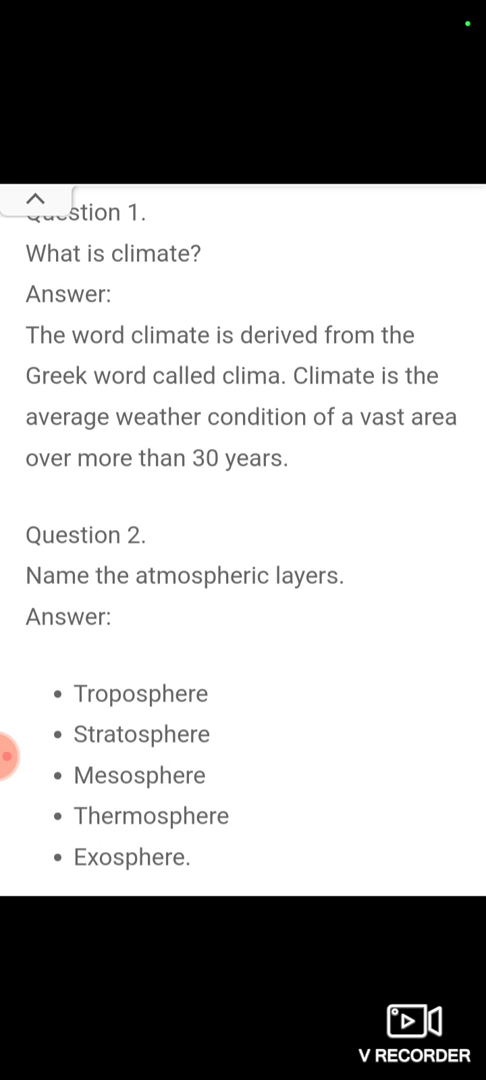 Question 1.
What is climate?
Answer:
The word climate is derived from the
Greek word called clima. Climate is the
average weather condition of a vast area
over more than 30 years.
Question 2.
Name the atmospheric layers.
Answer:
• Troposphere
• Stratosphere
• Mesosphere
• Thermosphere
• Exosphere.
V RECORDER